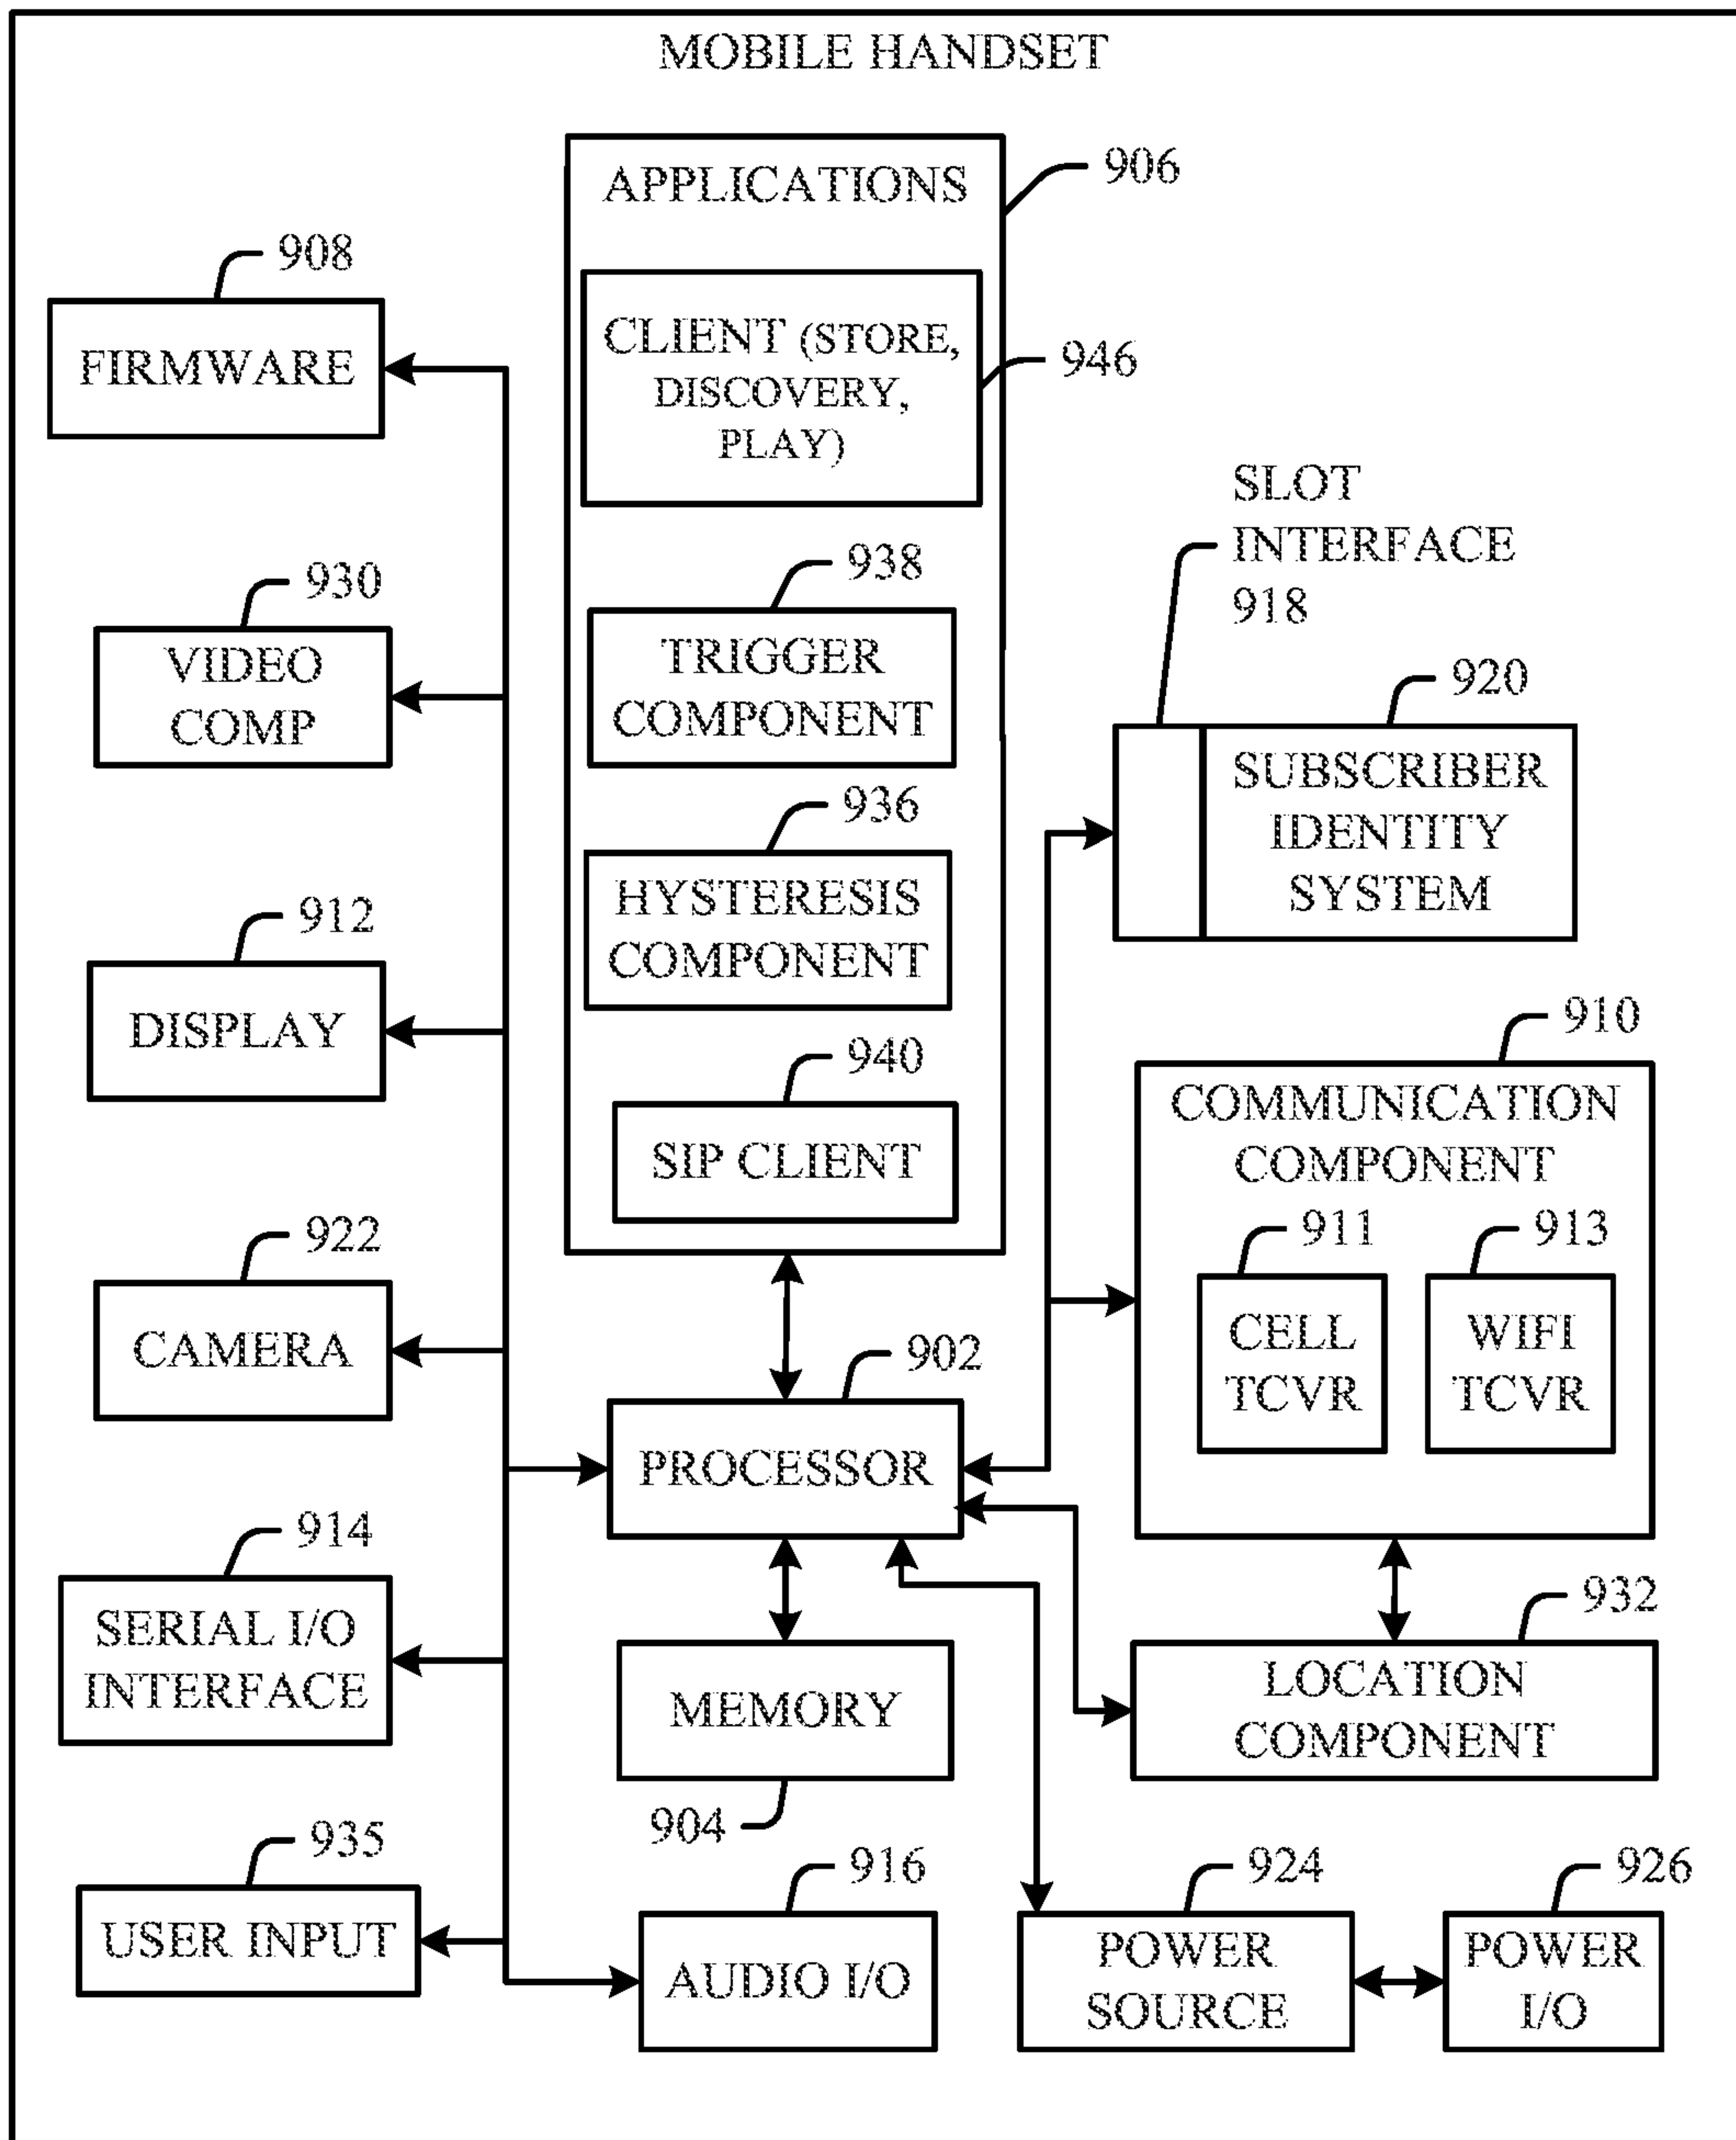 MOBILE HANDSET
APPLICATIONS
906
CLIENT (STORE,
DISCOVERY,
PLAY)
946
938
TRIGGER
COMPONENT
936
HYSTERESIS
COMPONENT
940
SIP CLIENT
908
FIRMWARE
930
VIDEO
COMP
912
DISPLAY
922
CAMERA
914
SERIAL I/O
INTERFACE
935
USER INPUT
902
PROCESSOR
MEMORY
904
916
AUDIO I/O
SLOT
INTERFACE
918
920
SUBSCRIBER
IDENTITY
SYSTEM
910
COMMUNICATION
COMPONENT
911
CELL
TCVR
913
WIFI
TCVR
932
LOCATION
COMPONENT
924
POWER
SOURCE
926
POWER
I/O